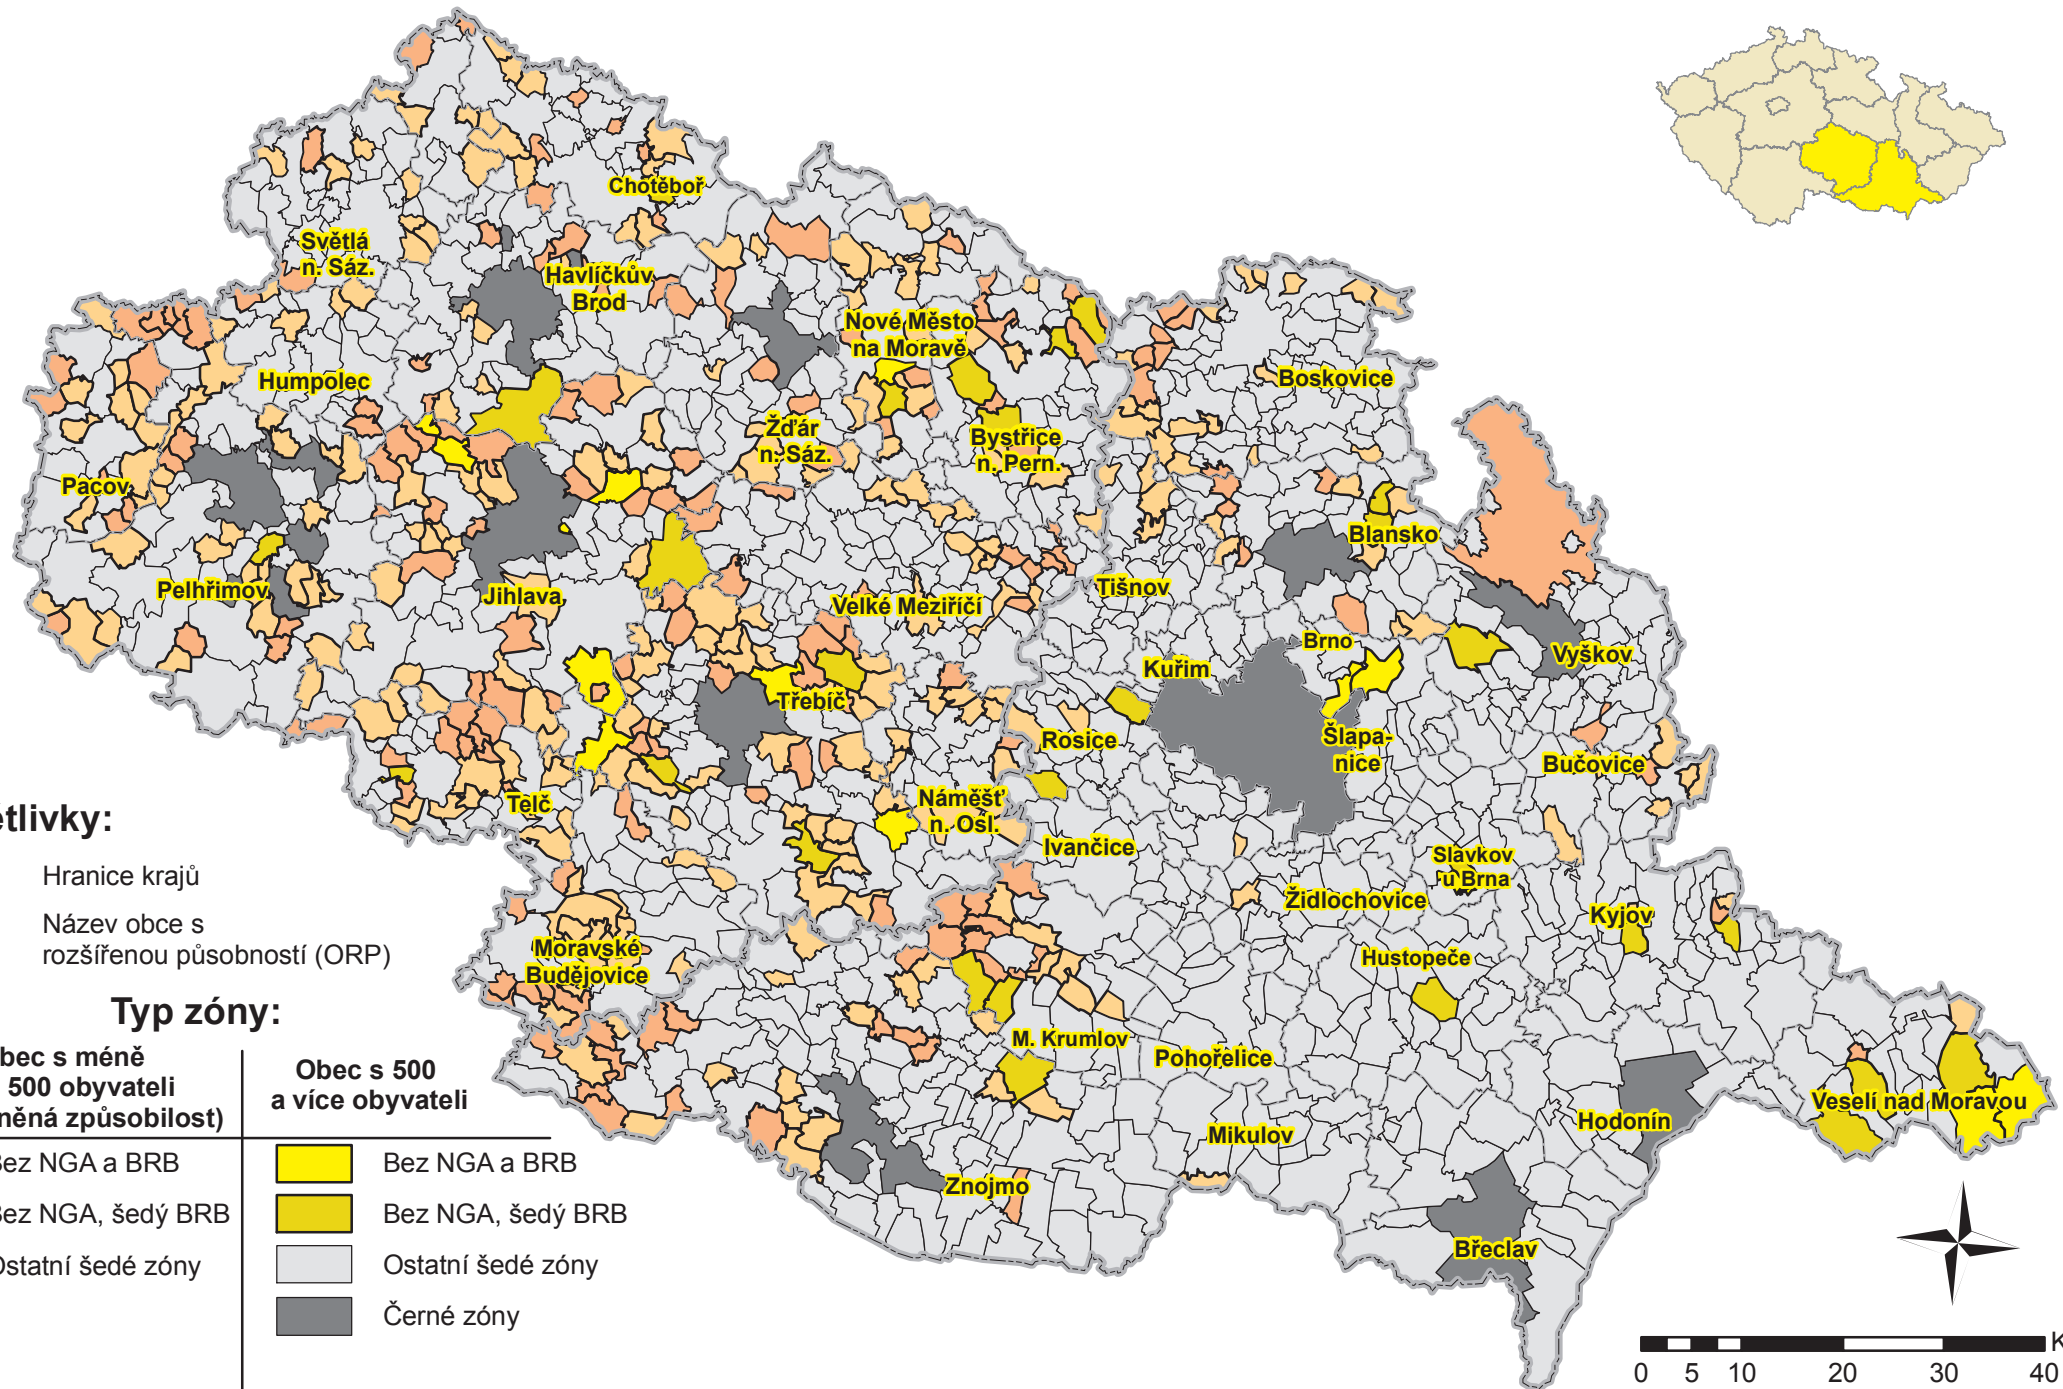 Chotěboř
Světlá
n. Sáz.
Havlíčkův
Brod
Nové Město
na Moravě
Humpolec
Boskovice
Žďár
n. Sáz.
Bystřice
n. Pern.
Pacov
Blansko
Pelhřimov
Jihlava
Velké Meziříčí
Tišnov
Brno
Vyškov
Kuřim
Třebíč
Rosice
Šlapa-
nice
Bučovice
Telč
Náměšť
n. Osl.
Ivančice
Slavkov
u Brna
Židlochovice
Kyjov
Moravské
Budějovice
Hustopeče
M. Krumlov
Pohořelice
Veselí nad Moravou
Hodonín
Mikulov
Znojmo
Břeclav
ětlivky:
Hranice krajů
Název obce s
rozšířenou působností (ORP)
Typ zóny:
bec s méně
500 obyvateli
něná způsobilost)
Obec s 500
a více obyvateli
Bez NGA a BRB
Bez NGA a BRB
Bez NGA, šedý BRB
Bez NGA, šedý BRB
Ostatní šedé zóny
Ostatní šedé zóny
Černé zóny
K
0 5 10 20 30 40